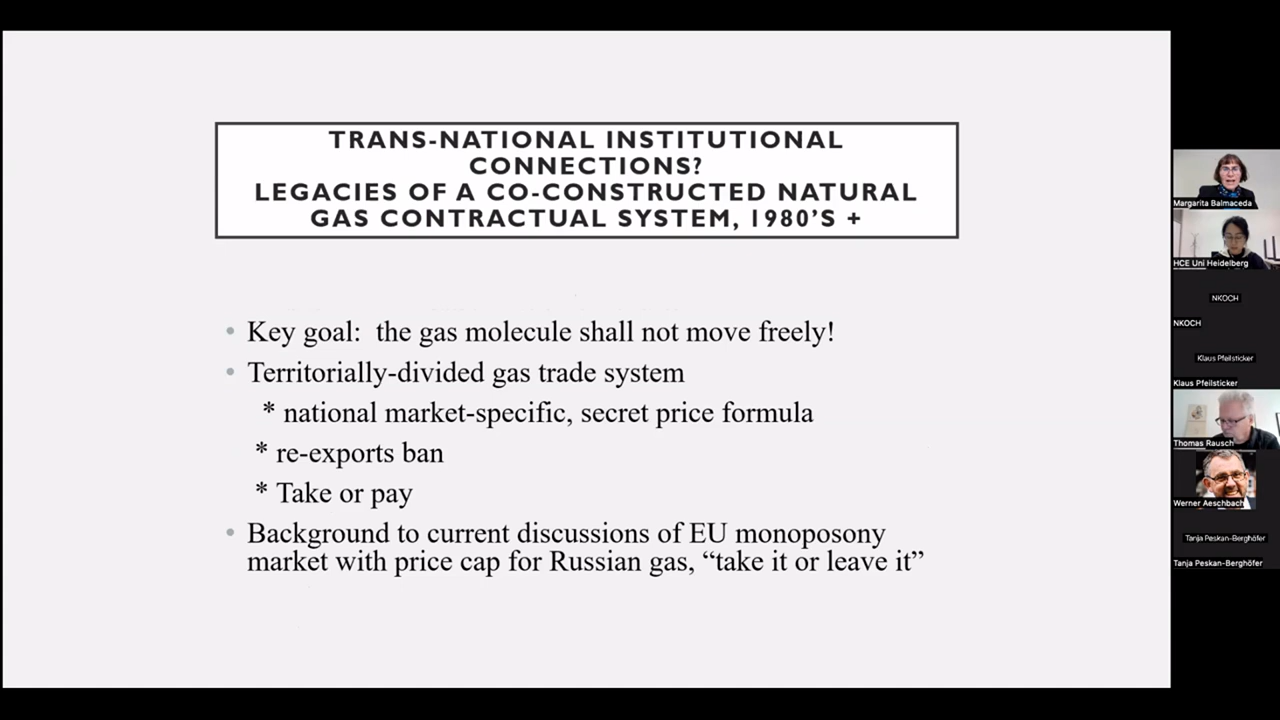 TRANS-NATIONAL INSTITUTIONAL
CONNECTIONS?
LEGACIES OF A CO-CONSTRUCTED NATURAL
GAS CONTRACTUAL SYSTEM, 1980'S +
• Key goal: the gas molecule shall not move freely!
• Territorially-divided gas trade system
* national market-specific, secret price formula
* re-exports ban
* Take or pay
• Background to current discussions of EU monoposony
market with price cap for Russian gas, “take it or leave it”
Margarita Balmaceda
HCE Uni Heidelberg
NKOCH
NKOCH
Klaus Pfeilsticker
Klaus Pfeilsticker
Thomas Rausch
Werner Aeschbach
Tanja Peskan-Berghöfer
Tanja Peskan-Berghöfer